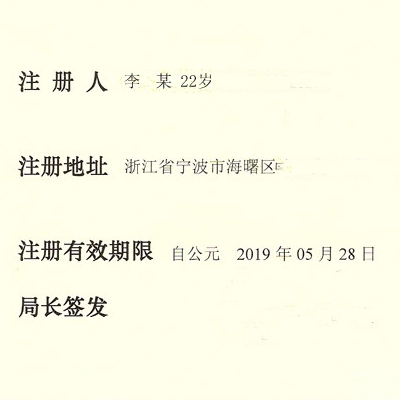 注 册 人 李 某 22岁
注册地址 浙江省宁波市海曙区
注册有效期限 自公元 2019 年 05 月 28 日
局长签发